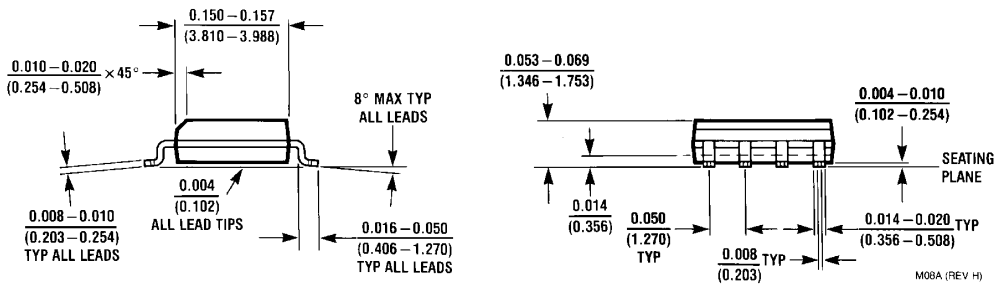 0.150 – 0.157
(3.810 – 3.988)
0.010 – 0.020
(0.254 – 0.508)
× 45°
8° MAX TYP
ALL LEADS
0.004
(0.102)
ALL LEAD TIPS
0.008 – 0.010
(0.203 – 0.254)
TYP ALL LEADS
0.016 – 0.050
(0.406 – 1.270)
TYP ALL LEADS
0.053 – 0.069
(1.346 – 1.753)
0.004 – 0.010
(0.102 – 0.254)
SEATING
PLANE
0.014
(0.356)
0.050
(1.270)
TYP
0.014 – 0.020 TYP
(0.356 – 0.508)
0.008 TYP
(0.203)
M08A (REV H)